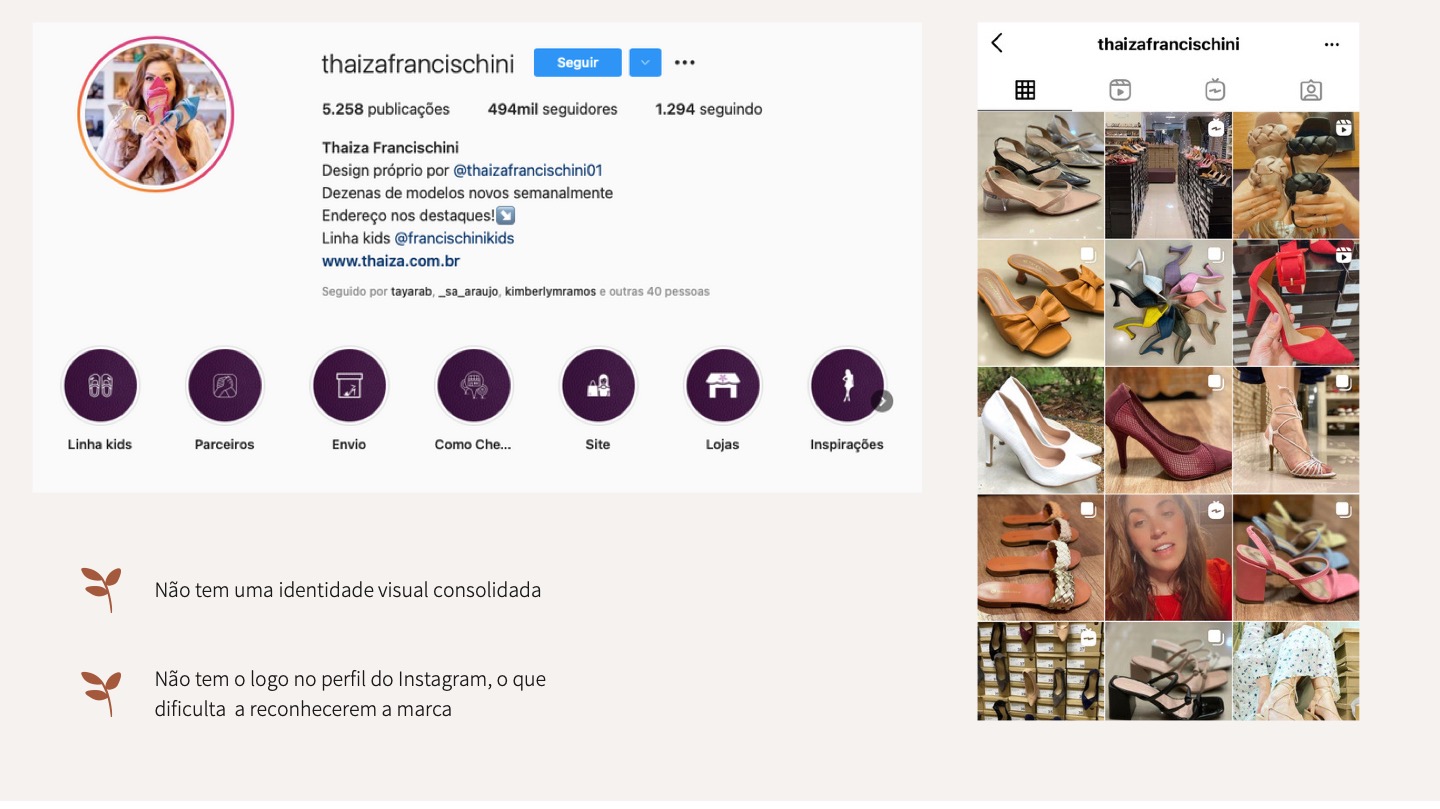 thaizafrancischini
Seguir
5.258 publicações 494mil seguidores 1.294 seguindo
Thaiza Francischini
Design próprio por @thaizafrancischini01
Dezenas de modelos novos semanalmente
Endereço nos destaques!
Linha kids @francischinikids
www.thaiza.com.br
Seguido por tayarab, _sa_araujo, kimberlymramos e outras 40 pessoas
Linha kids Parceiros Envio Como Che... Site Lojas Inspirações
Não tem uma identidade visual consolidada
Não tem o logo no perfil do Instagram, o que
dificulta a reconhecerem a marca
thaizafrancischini